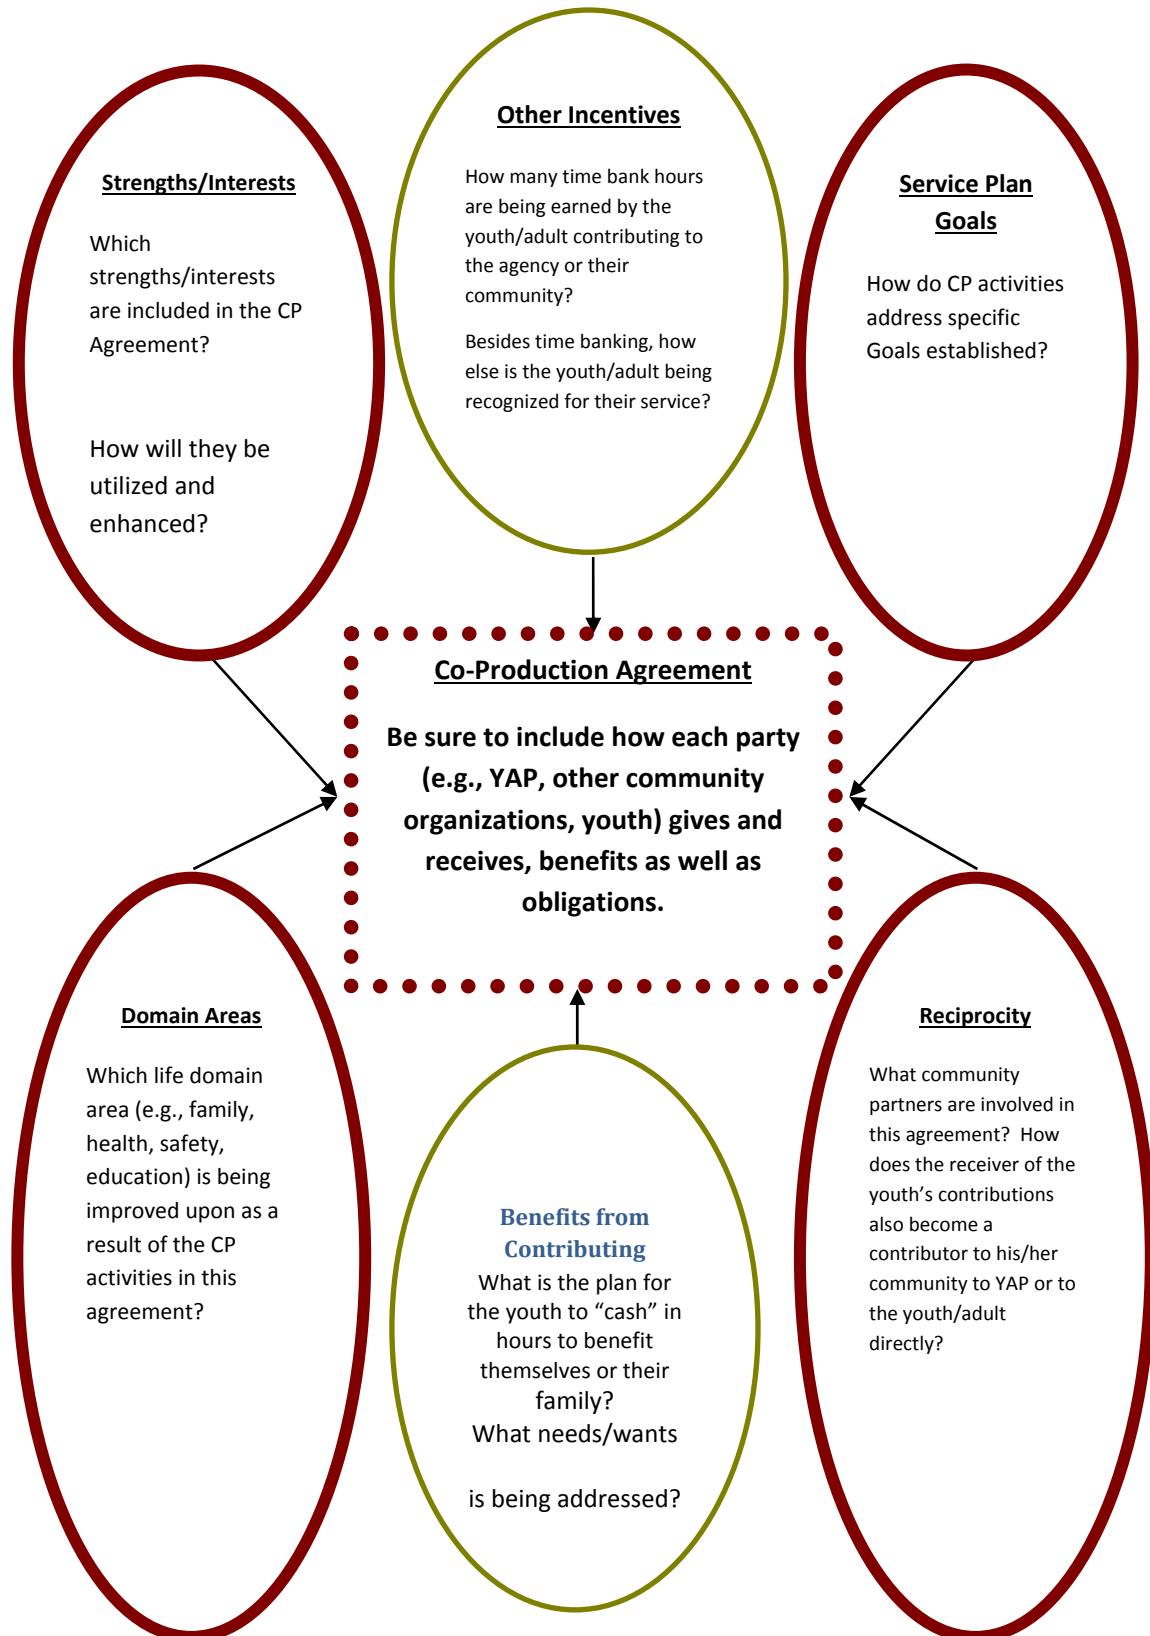 Strengths/Interests
Which
strengths/interests
are included in the CP
Agreement?
How will they be
utilized and
enhanced?
Other Incentives
How many time bank hours
are being earned by the
youth/adult contributing to
the agency or their
community?
Besides time banking, how
else is the youth/adult being
recognized for their service?
Service Plan
Goals
How do CP activities
address specific
Goals established?
Co-Production Agreement
Be sure to include how each party
(e.g., YAP, other community
organizations, youth) gives and
receives, benefits as well as
obligations.
Domain Areas
Which life domain
area (e.g., family,
health, safety,
education) is being
improved upon as a
result of the CP
activities in this
agreement?
Benefits from
Contributing
What is the plan for
the youth to “cash” in
hours to benefit
themselves or their
family?
What needs/wants
is being addressed?
Reciprocity
What community
partners are involved in
this agreement?  How
does the receiver of the
youth’s contributions
also become a
contributor to his/her
community to YAP or to
the youth/adult
directly?